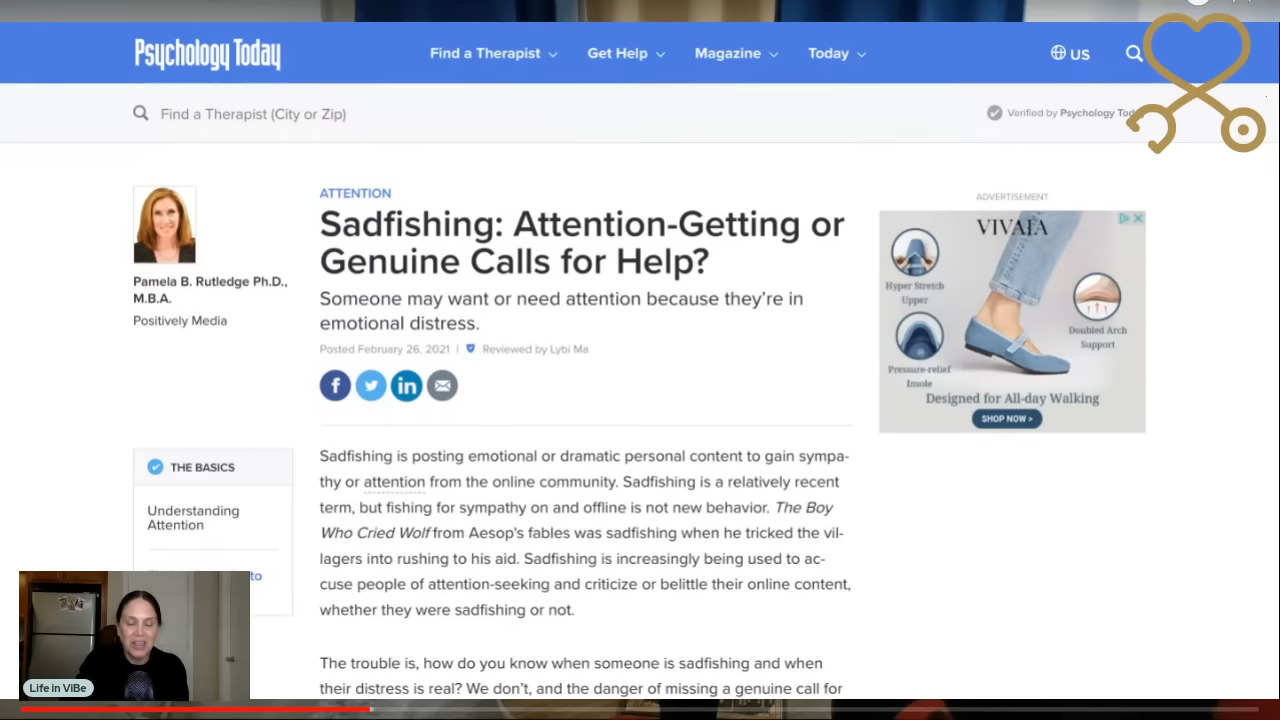 Psychology Today
Find a Therapist
Get Help
Magazine
Today
US
Find a Therapist (City or Zip)
Verified by Psychology Tod
Pamela B. Rutledge Ph.D.,
M.B.A.
Positively Media
ATTENTION
Sadfishing: Attention-Getting or
Genuine Calls for Help?
Someone may want or need attention because they're in
emotional distress.
Posted February 26, 2021 | Reviewed by Lybi Ma
f
in
ADVERTISEMENT
VIVAIA
Hyper Stretch
Upper
Doubled Arch
Support
Pressure-relief
Insole
Designed for All-day Walking
SHOP NOW >
THE BASICS
Understanding
Attention
to
Sadfishing is posting emotional or dramatic personal content to gain sympa-
thy or attention from the online community. Sadfishing is a relatively recent
term, but fishing for sympathy on and offline is not new behavior. The Boy
Who Cried Wolf from Aesop's fables was sadfishing when he tricked the vil-
lagers into rushing to his aid. Sadfishing is increasingly being used to ac-
cuse people of attention-seeking and criticize or belittle their online content,
whether they were sadfishing or not.
The trouble is, how do you know when someone is sadfishing and when
their distress is real? We don't, and the danger of missing a genuine call for
Life in ViBe